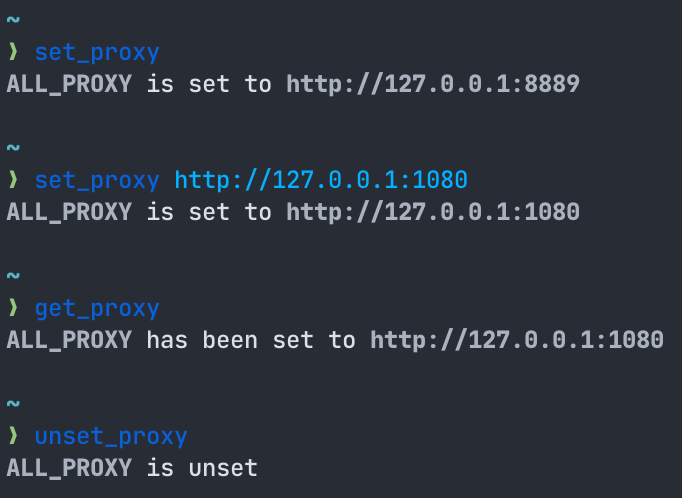 ~
❯ set_proxy
ALL_PROXY is set to http://127.0.0.1:8889
~
❯ set_proxy http://127.0.0.1:1080
ALL_PROXY is set to http://127.0.0.1:1080
~
❯ get_proxy
ALL_PROXY has been set to http://127.0.0.1:1080
~
❯ unset_proxy
ALL_PROXY is unset